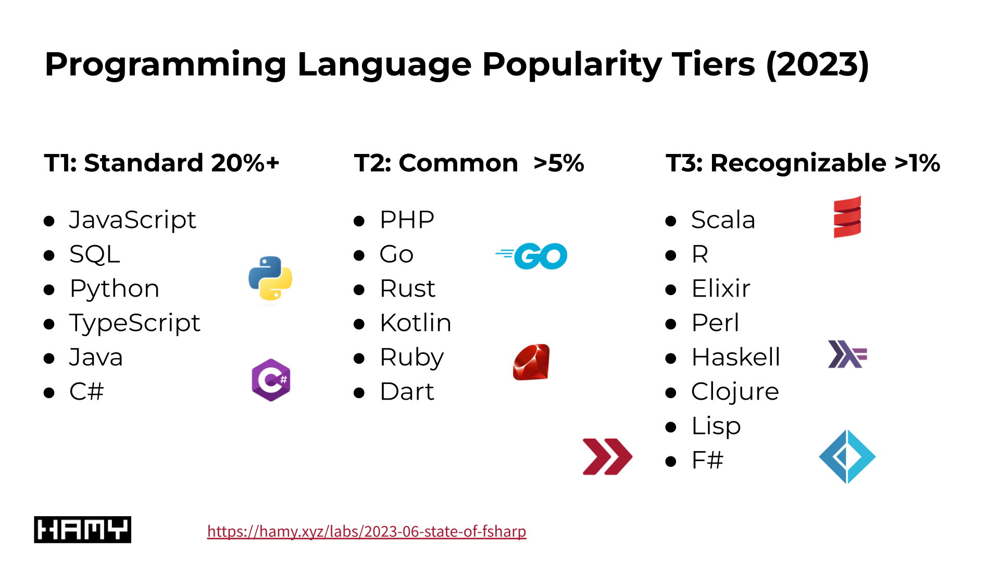 Programming Language Popularity Tiers (2023)
T1: Standard 20%+
● JavaScript
● SQL
● Python
● TypeScript
● Java
● C#
C#
T2: Common >5%
● PHP
● Go
● Rust
● Kotlin
● Ruby
● Dart
GO
T3: Recognizable >1%
● Scala
● R
● Elixir
● Perl
● Haskell
● Clojure
● Lisp
● F#
HAMY
https://hamy.xyz/labs/2023-06-state-of-fsharp